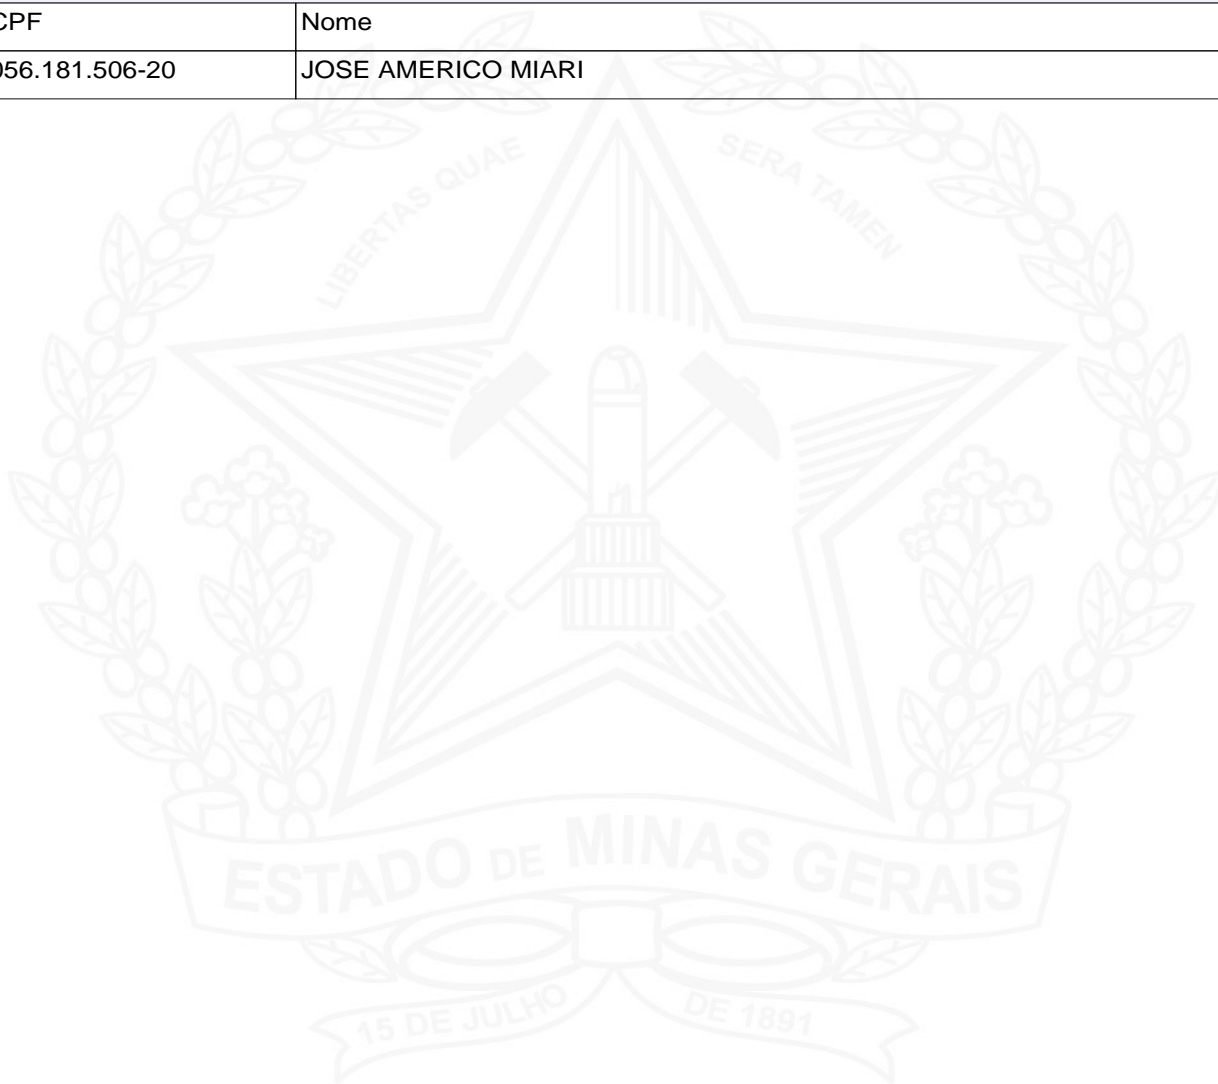 CPF Nome
056.181.506-20 JOSE AMERICO MIARI
LIBERTAS QUAE SERA TAMEN
ESTADO DE MINAS GERAIS
15 DE JULHO DE 1891